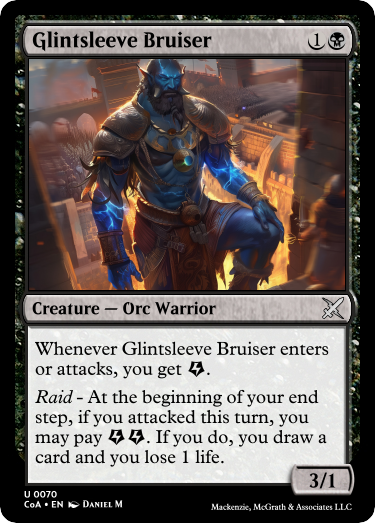 Glintsleeve Bruiser 1
Creature — Orc Warrior
Whenever Glintsleeve Bruiser enters
or attacks, you get .
Raid - At the beginning of your end
step, if you attacked this turn, you
may pay . If you do, you draw a
card and you lose 1 life.
3/1
U 0070
CoA • EN Daniel M
Mackenzie, McGrath & Associates LLC